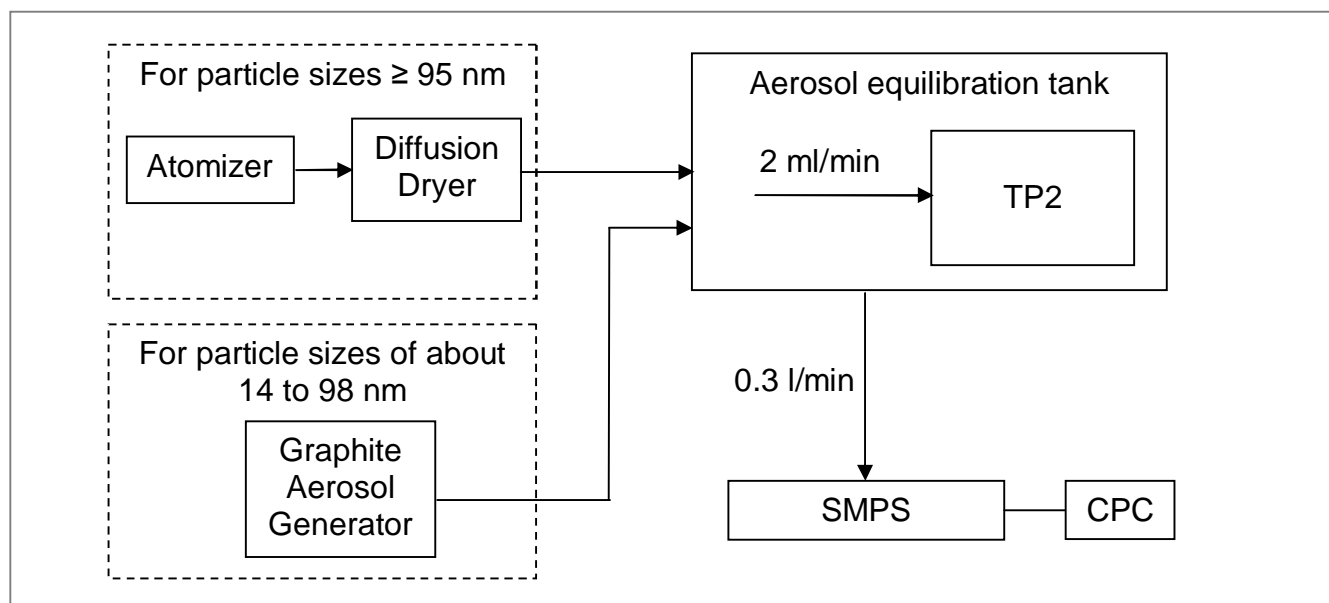 For particle sizes ≥ 95 nm
Atomizer
Diffusion
Dryer
Aerosol equilibration tank
2 ml/min
TP2
For particle sizes of about
14 to 98 nm
Graphite
Aerosol
Generator
0.3 l/min
SMPS
CPC